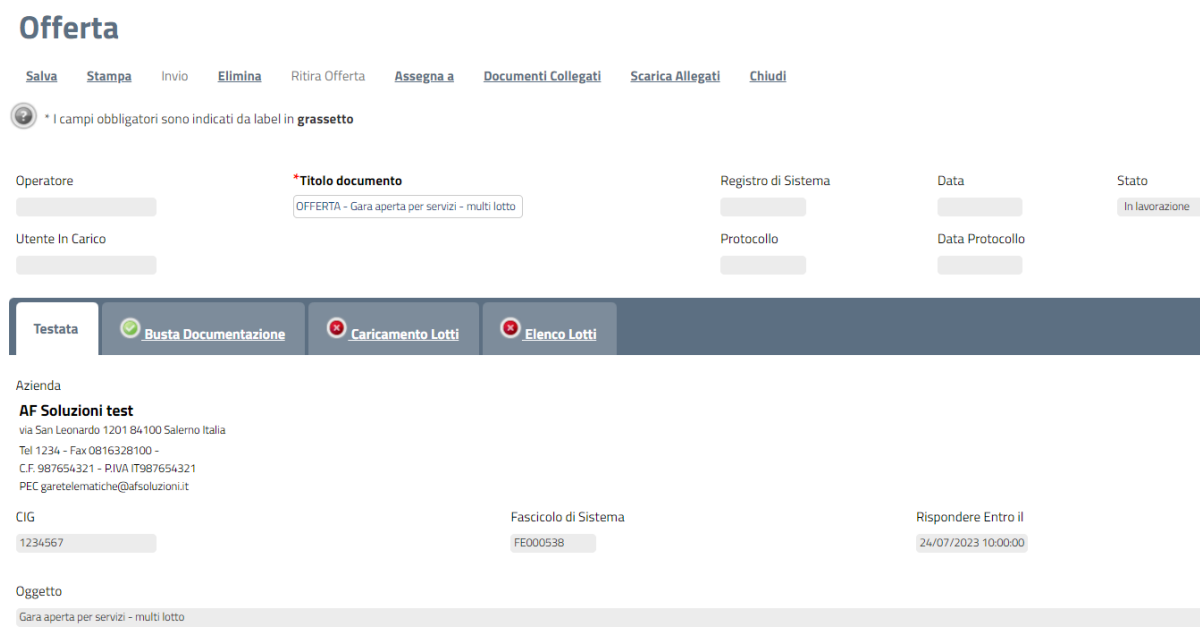 Offerta
Salva Stampa Invio Elimina Ritira Offerta Assegna a Documenti Collegati Scarica Allegati Chiudi
? * I campi obbligatori sono indicati da label in grassetto
Operatore *Titolo documento Registro di Sistema Data Stato
OFFERTA - Gara aperta per servizi - multi lotto In lavorazione
Utente In Carico Protocollo Data Protocollo
Testata Busta Documentazione Caricamento Lotti Elenco Lotti
Azienda
AF Soluzioni test
via San Leonardo 1201 84100 Salerno Italia
Tel 1234 - Fax 0816328100 -
C.F. 987654321 - P.IVA IT987654321
PEC garetelematiche@afsoluzioni.it
CIG Fascicolo di Sistema Rispondere Entro il
1234567 FE000538 24/07/2023 10:00:00
Oggetto
Gara aperta per servizi - multi lotto